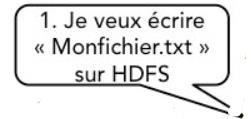 1. Je veux écrire
« Monfichier.txt »
sur HDFS